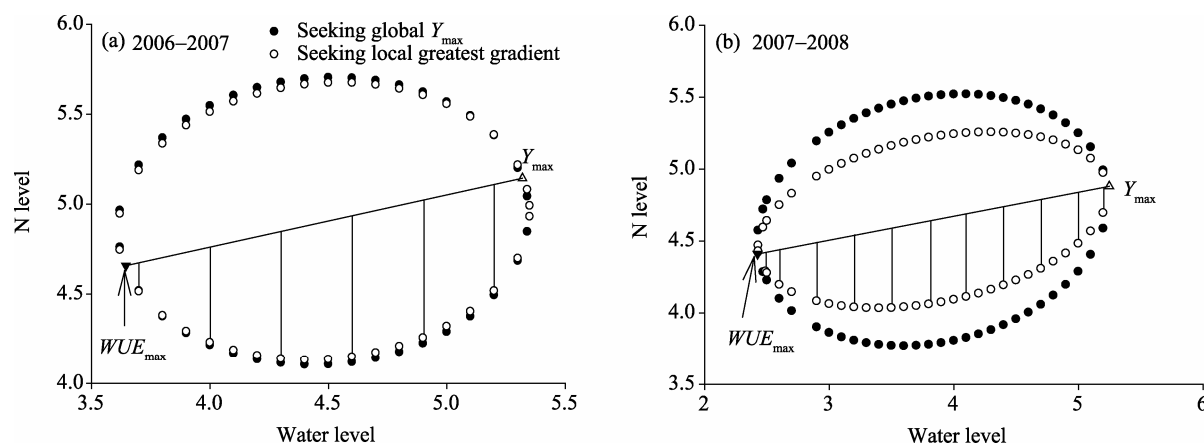 (a) 2006–2007
● Seeking global Ymax
○ Seeking local greatest gradient
6.0
5.5
5.0
4.5
4.0
N level
Ymax
WUEmax
3.5 4.0 4.5 5.0 5.5
Water level
(b) 2007–2008
6.0
5.5
5.0
4.5
4.0
3.5
N level
Ymax
WUEmax
2 3 4 5 6
Water level